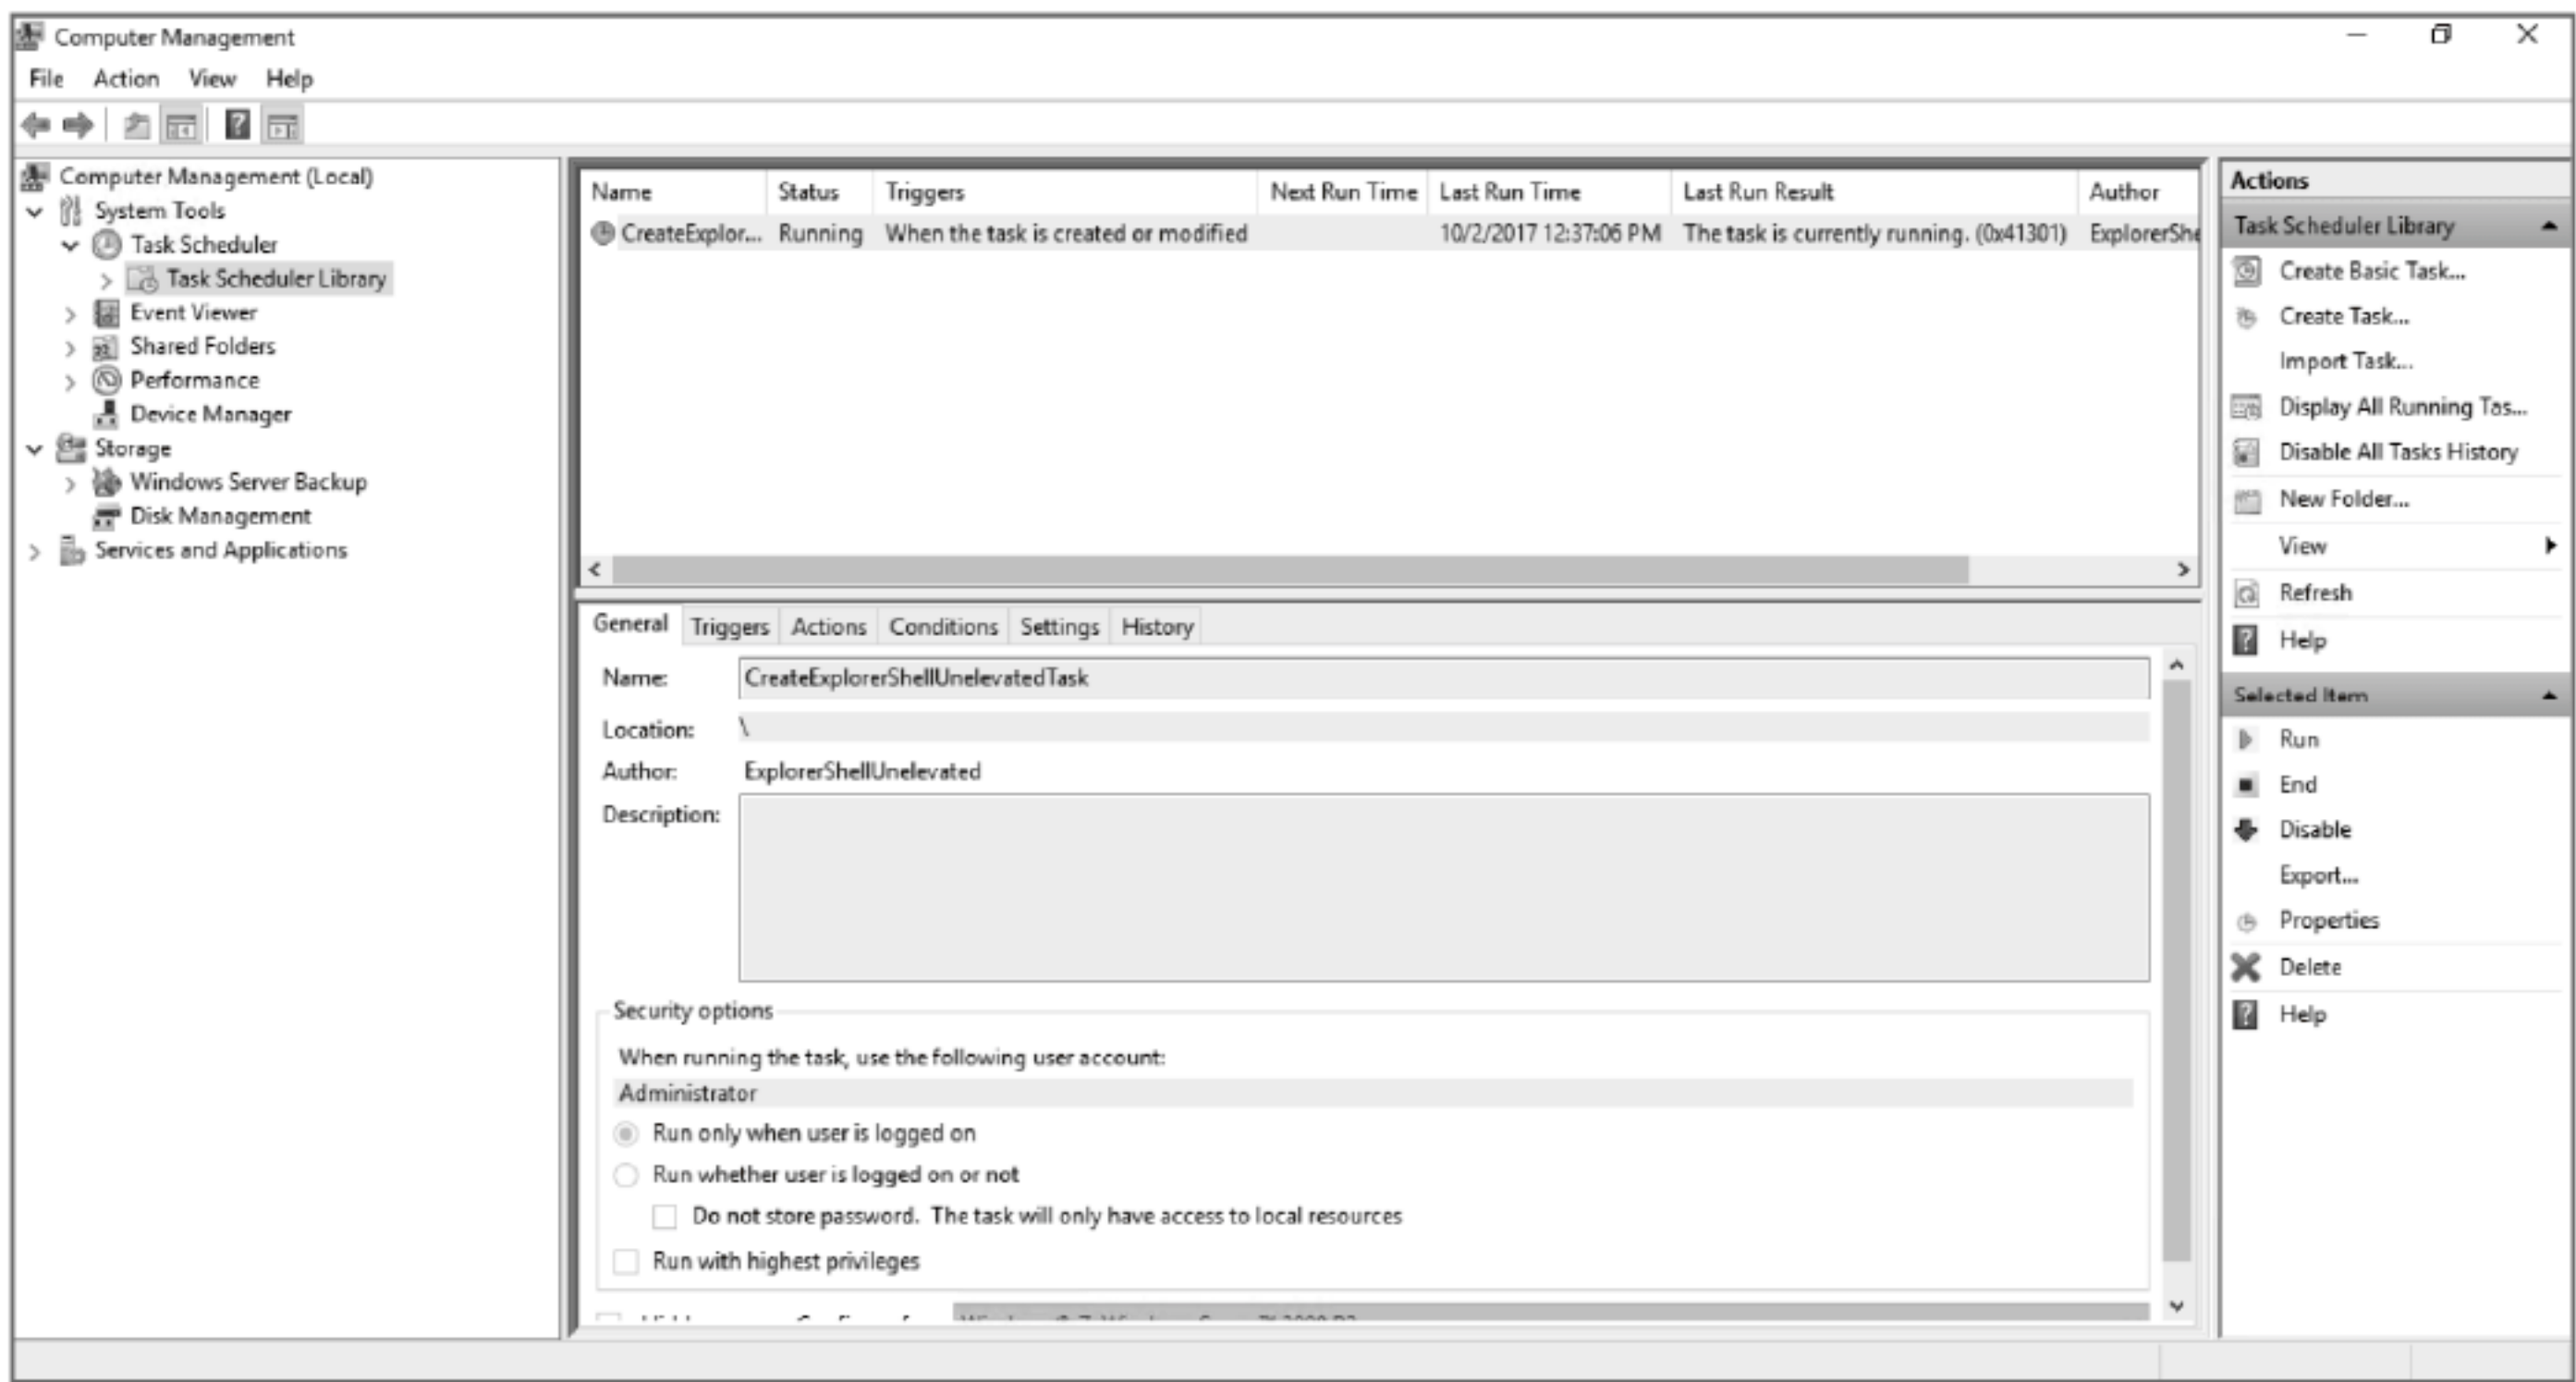 Computer Management
File Action View Help
Computer Management (Local)
System Tools
Task Scheduler
Task Scheduler Library
Event Viewer
Shared Folders
Performance
Device Manager
Storage
Windows Server Backup
Disk Management
Services and Applications
Name Status Triggers Next Run Time Last Run Time Last Run Result Author
CreateExplor... Running When the task is created or modified 10/2/2017 12:37:06 PM The task is currently running. (0x41301) ExplorerShe
General Triggers Actions Conditions Settings History
Name: CreateExplorerShellUnelevatedTask
Location: \
Author: ExplorerShellUnelevated
Description:
Security options
When running the task, use the following user account:
Administrator
Run only when user is logged on
Run whether user is logged on or not
Do not store password. The task will only have access to local resources
Run with highest privileges
Actions
Task Scheduler Library
Create Basic Task...
Create Task...
Import Task...
Display All Running Tas...
Disable All Tasks History
New Folder...
View
Refresh
Help
Selected Item
Run
End
Disable
Export...
Properties
Delete
Help